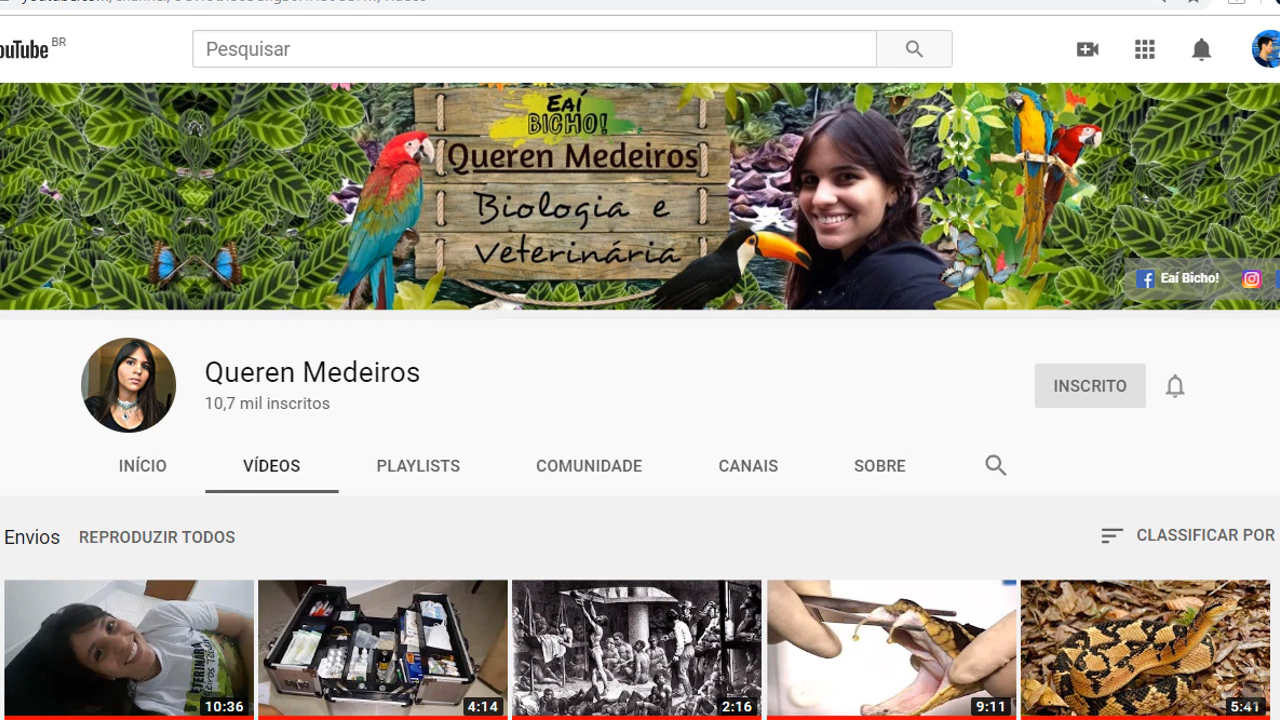 ouTube BR
Pesquisar
Eaí
BICHO!
Queren Medeiros
Biologia e
Veterinária
Eaí Bicho!
Queren Medeiros
10,7 mil inscritos
INSCRITO
INÍCIO
VÍDEOS
PLAYLISTS
COMUNIDADE
CANAIS
SOBRE
Envios
REPRODUZIR TODOS
CLASSIFICAR POR
10:36
4:14
2:16
9:11
5:41